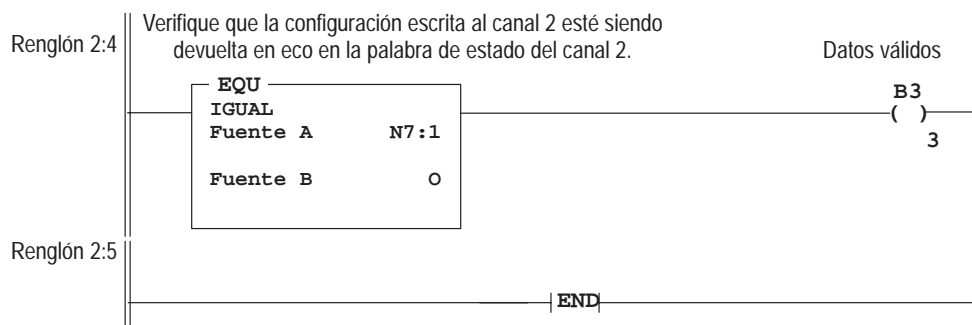 Verifique que la configuración escrita al canal 2 esté siendo
Renglón 2:4
devuelta en eco en la palabra de estado del canal 2.
Datos válidos
EQU
IGUAL
Fuente A N7:1
Fuente B O
B3
( )
3
Renglón 2:5
END